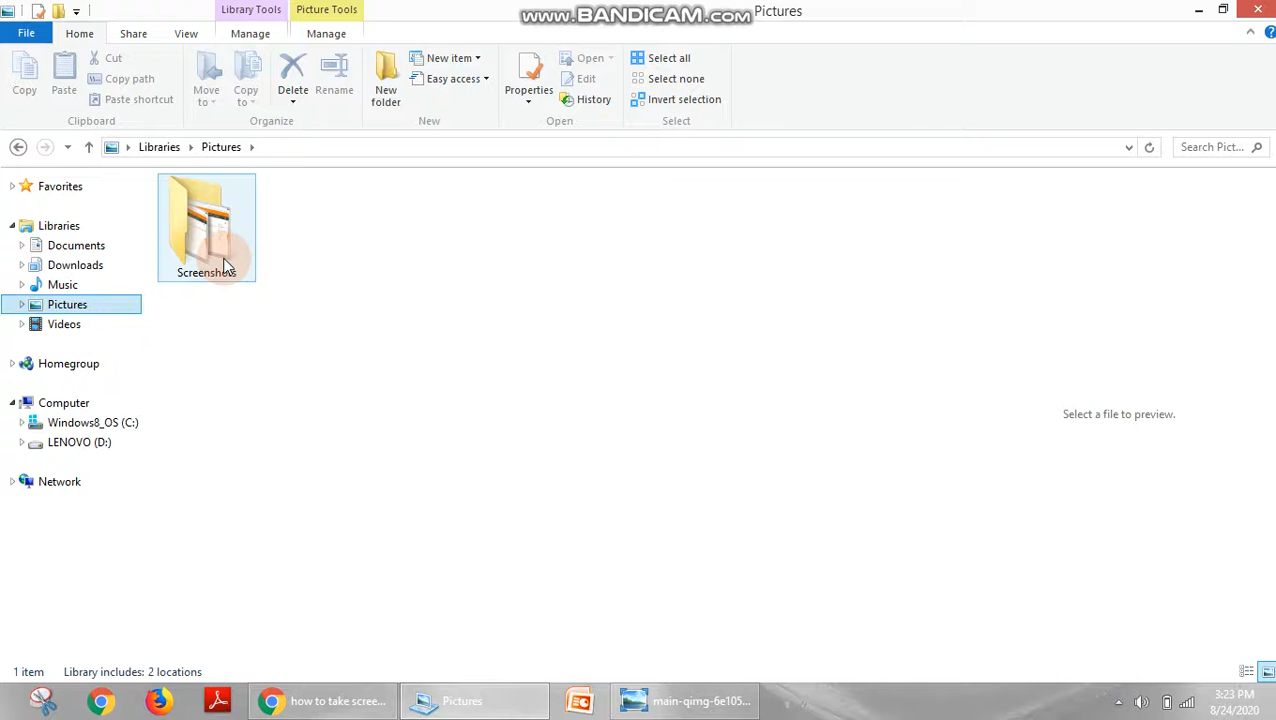 Library Tools
Picture Tools
www.BANDICAM.com
Pictures
File
Home
Share
View
Manage
Manage
Copy
Paste
Cut
Copy path
Paste shortcut
Clipboard
Move to
Copy to
Delete
Rename
Organize
New folder
New item
Easy access
New
Properties
Open
Edit
History
Open
Select all
Select none
Invert selection
Select
Libraries
Pictures
Search Pict...
Favorites
Libraries
Documents
Downloads
Music
Pictures
Videos
Homegroup
Computer
Windows8_OS (C:)
LENOVO (D:)
Network
Screenshots
Select a file to preview.
1 item
Library includes: 2 locations
how to take scree...
Pictures
main-qimg-6e105...
3:23 PM
8/24/2020